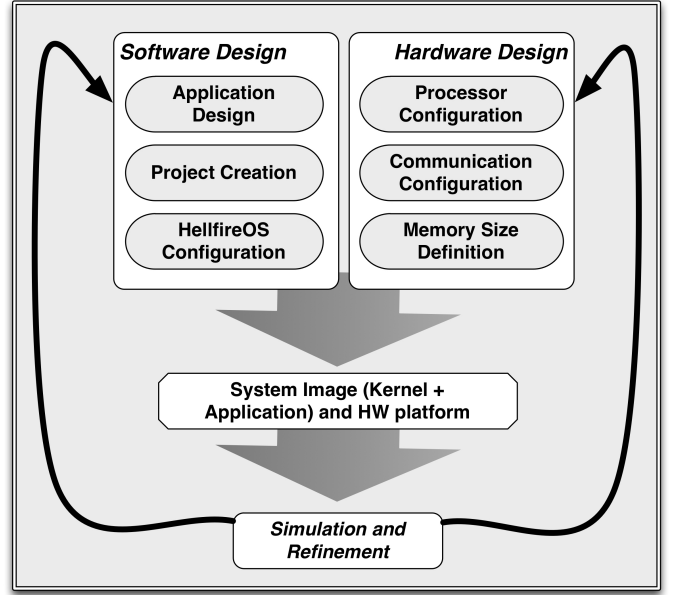 Software Design
Application
Design
Project Creation
HellfireOS
Configuration
Hardware Design
Processor
Configuration
Communication
Configuration
Memory Size
Definition
System Image (Kernel +
Application) and HW platform
Simulation and
Refinement